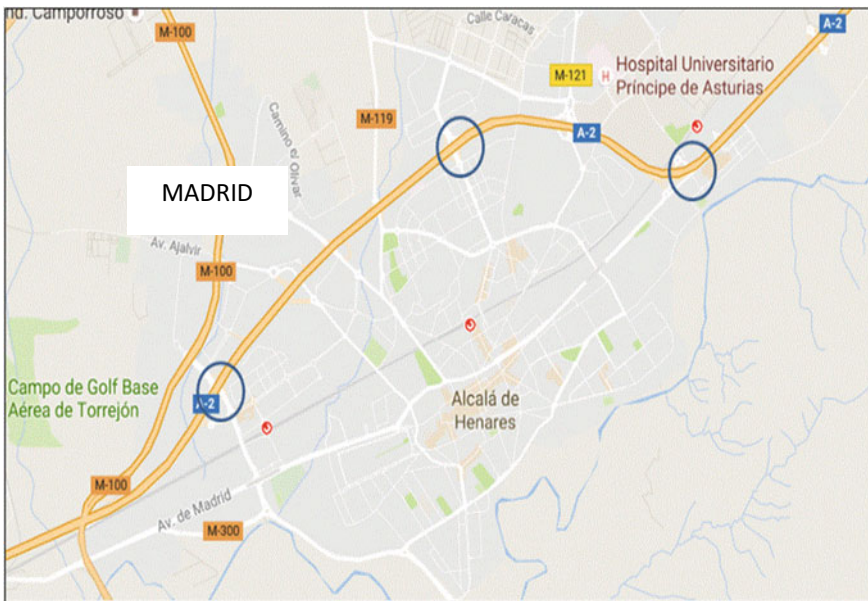 nd. Camporroso
M-100
Calle Caracas
A-2
M-121
H
Hospital Universitario
Príncipe de Asturias
M-119
A-2
Camino el Olivar
MADRID
Av. Ajalvir
M-100
Campo de Golf Base
Aérea de Torrejón
A-2
Alcalá de
Henares
M-100
Av. de Madrid
M-300